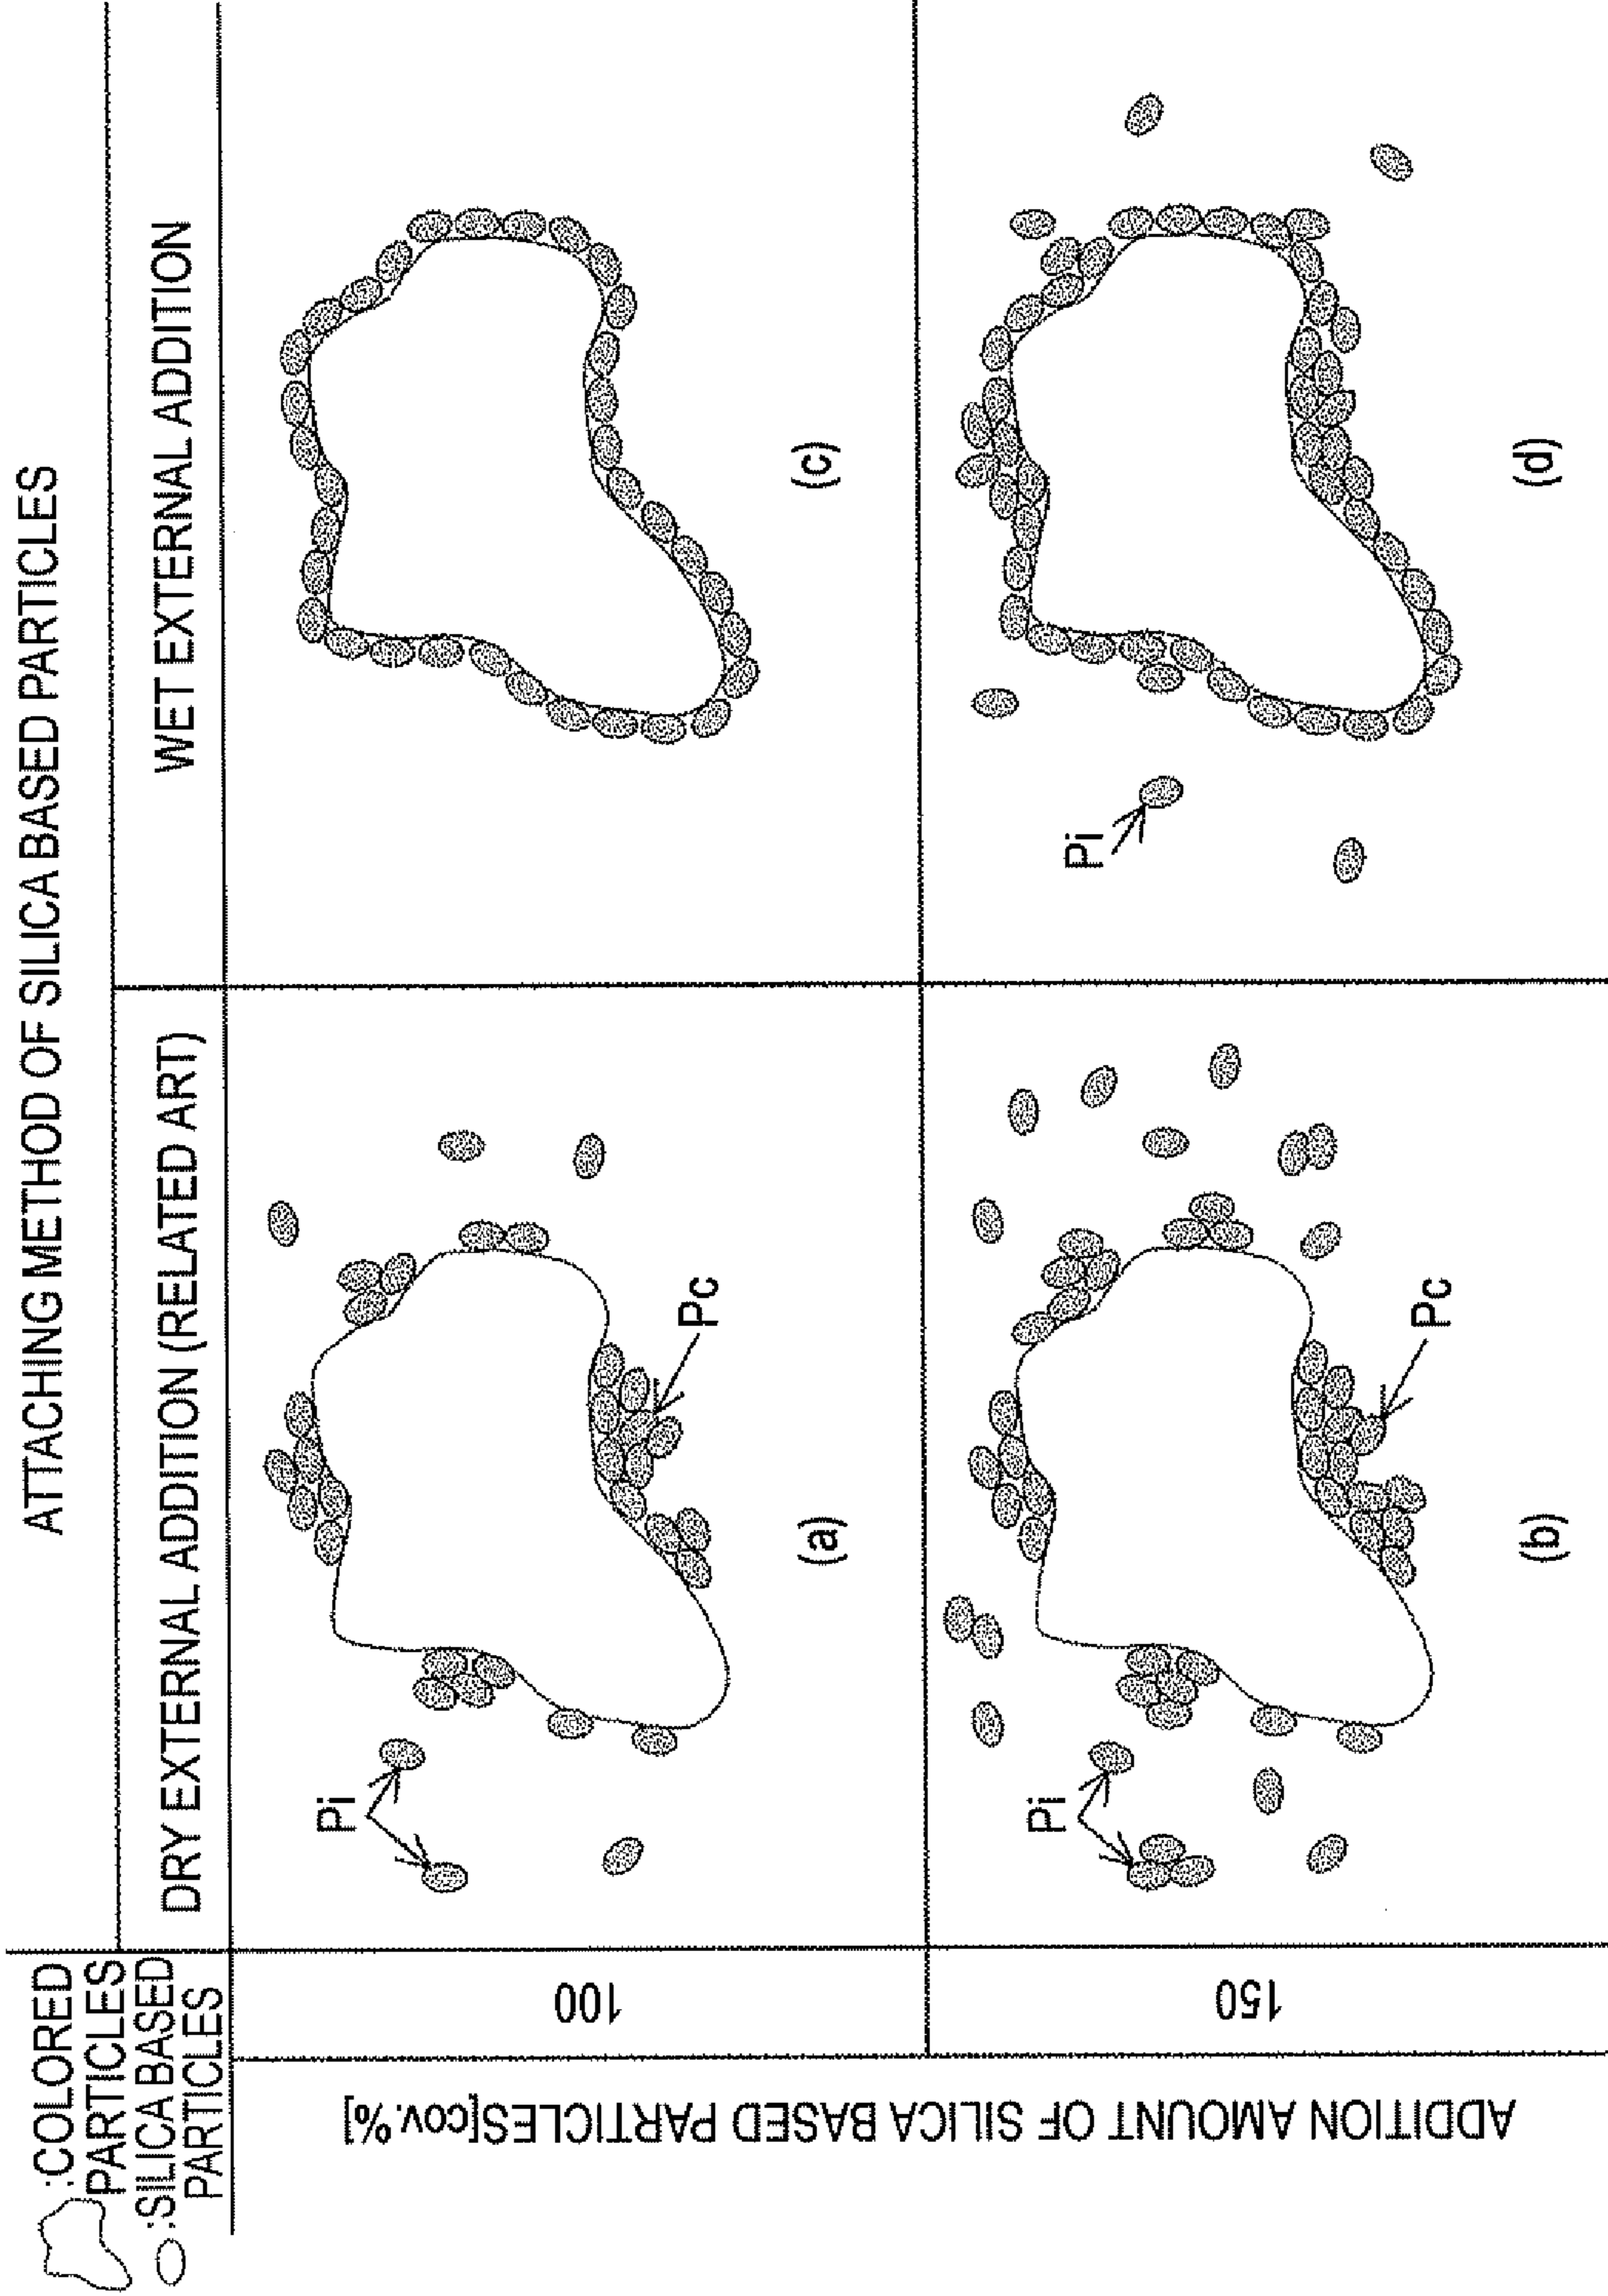 ATTACHING METHOD OF SILICA BASED PARTICLES
:COLORED
PARTICLES
:SILICA BASED
PARTICLES
DRY EXTERNAL ADDITION (RELATED ART)
WET EXTERNAL ADDITION
ADDITION AMOUNT OF SILICA BASED PARTICLES[cov.%]
100
Pi
Pc
(a)
(c)
150
Pi
Pc
(b)
Pi
(d)